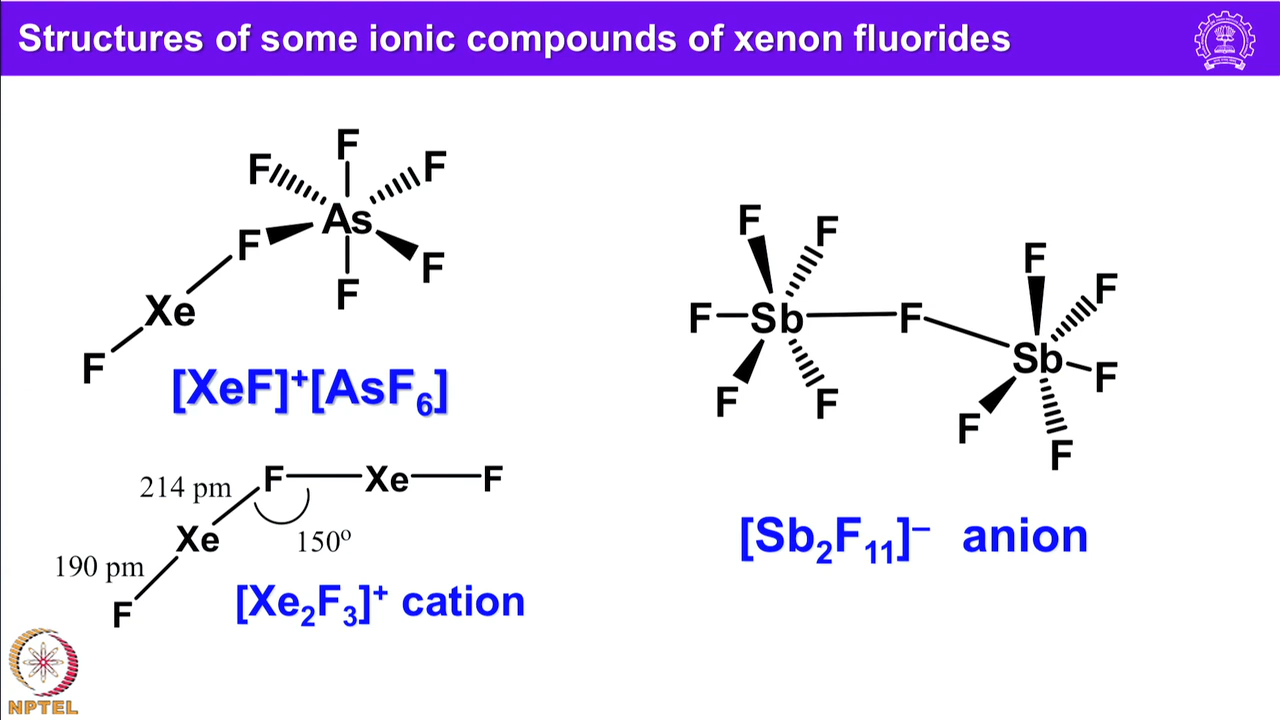 Structures of some ionic compounds of xenon fluorides
F
F F
As
F
F
F
Xe
F
[XeF]⁺[AsF₆]
F Xe F
214 pm
Xe
150⁰
190 pm
F
[Xe₂F₃]⁺ cation
F F
F Sb F
F F
F
F
Sb
F
F
F
[Sb₂F₁₁]⁻ anion
NPTEL